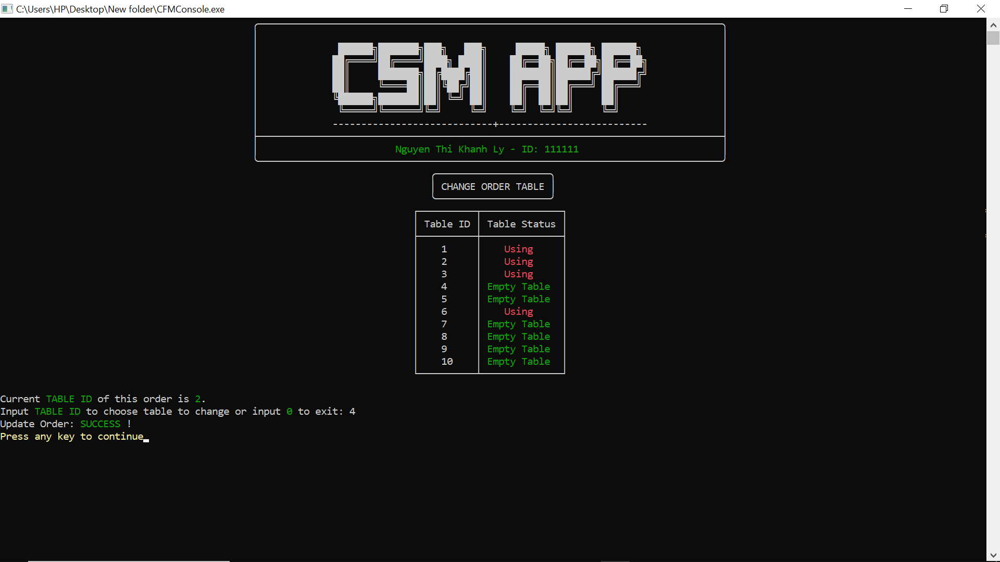 C:\Users\HP\Desktop\New folder\CFMConsole.exe
CSM APP
----------------------------+--------------------------
Nguyen Thi Khanh Ly - ID: 111111
CHANGE ORDER TABLE
Table ID Table Status
1 Using
2 Using
3 Using
4 Empty Table
5 Empty Table
6 Using
7 Empty Table
8 Empty Table
9 Empty Table
10 Empty Table
Current TABLE ID of this order is 2.
Input TABLE ID to choose table to change or input 0 to exit: 4
Update Order: SUCCESS !
Press any key to continue